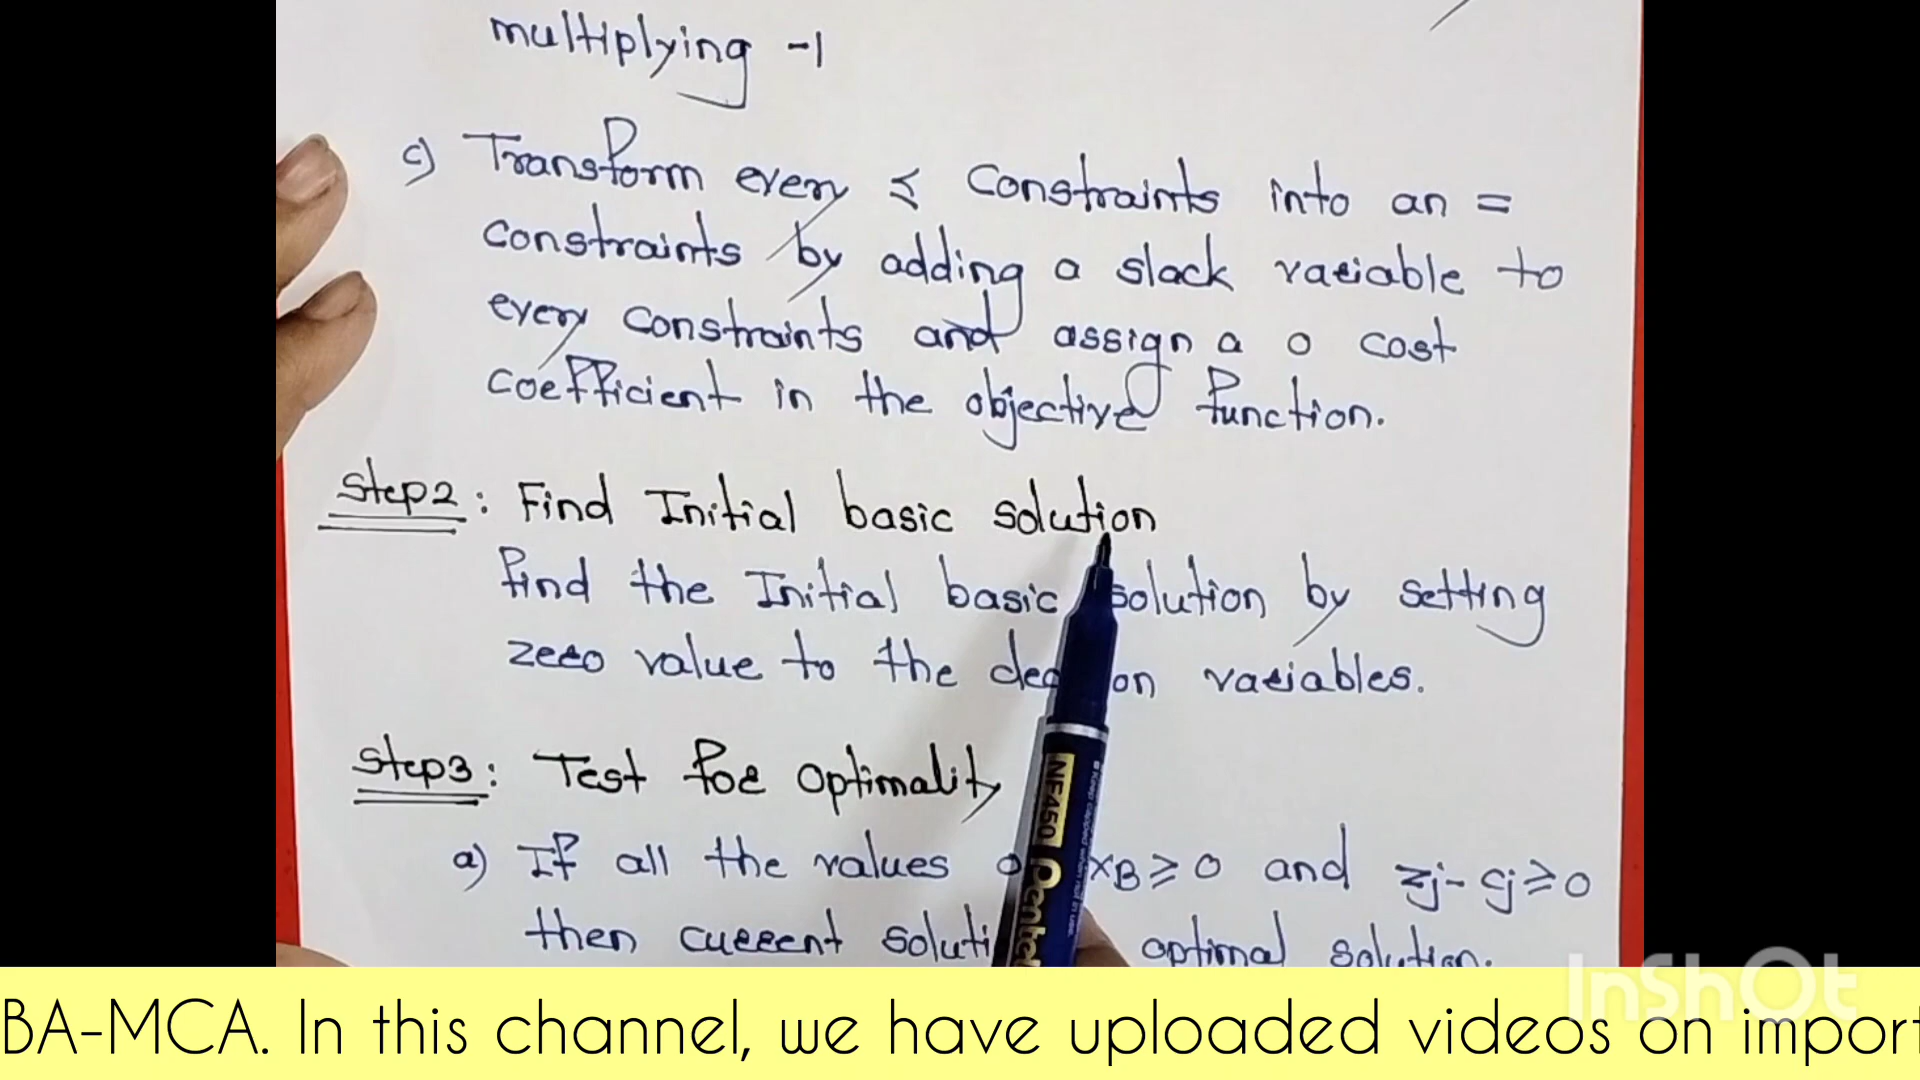 multiplying -1
c) Transform every ≤ constraints into an =
constraints by adding a slack variable to
every constraints and assign a 0 cost
coefficient in the objective function.
Step2: Find Initial basic solution
find the Initial basic solution by setting
zero value to the variables.
Step3: Test for optimality
a) If all the values XB ≥ 0 and zj - cj ≥ 0
then current optimal solution.
NF450 Pentel
InShOt
BA-MCA. In this channel, we have uploaded videos on import